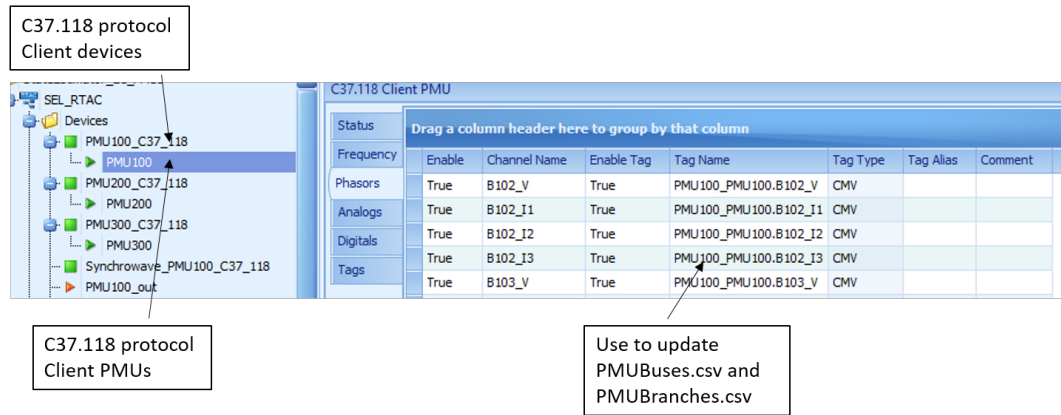 C37.118 protocol
Client devices
SEL_RTAC
Devices
PMU100_C37_118
PMU100
PMU200_C37_118
PMU200
PMU300_C37_118
PMU300
Synchrowave_PMU100_C37_118
PMU100_out
C37.118 Client PMU
Status
Frequency
Phasors
Analogs
Digitals
Tags
Drag a column header here to group by that column
Enable Channel Name Enable Tag Tag Name Tag Type Tag Alias Comment
True B102_V True PMU100_PMU100.B102_V CMV
True B102_I1 True PMU100_PMU100.B102_I1 CMV
True B102_I2 True PMU100_PMU100.B102_I2 CMV
True B102_I3 True PMU100_PMU100.B102_I3 CMV
True B103_V True PMU100_PMU100.B103_V CMV
C37.118 protocol
Client PMUs
Use to update
PMUBuses.csv and
PMUBranches.csv